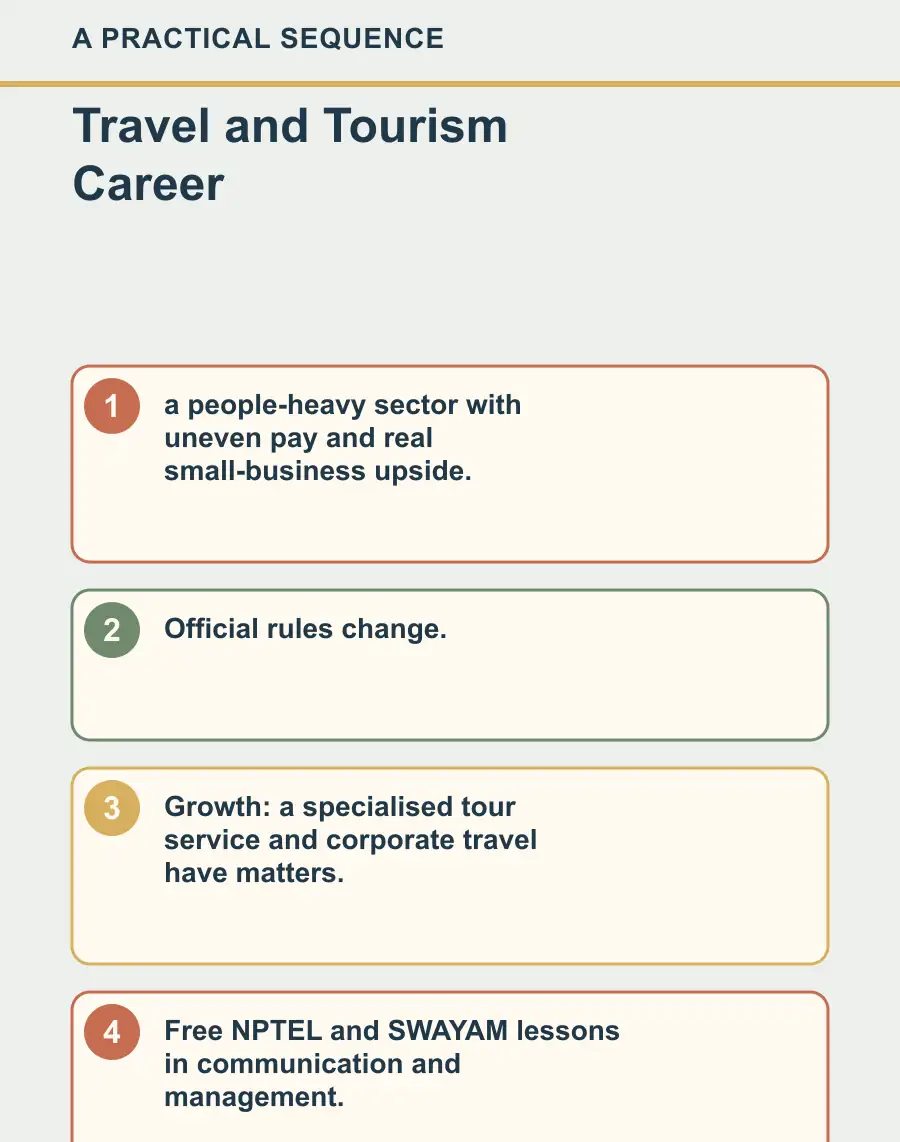 A PRACTICAL SEQUENCE
Travel and Tourism
Career
1
a people-heavy sector with
uneven pay and real
small-business upside.
2
Official rules change.
3
Growth: a specialised tour
service and corporate travel
have matters.
4
Free NPTEL and SWAYAM lessons
in communication and
management.